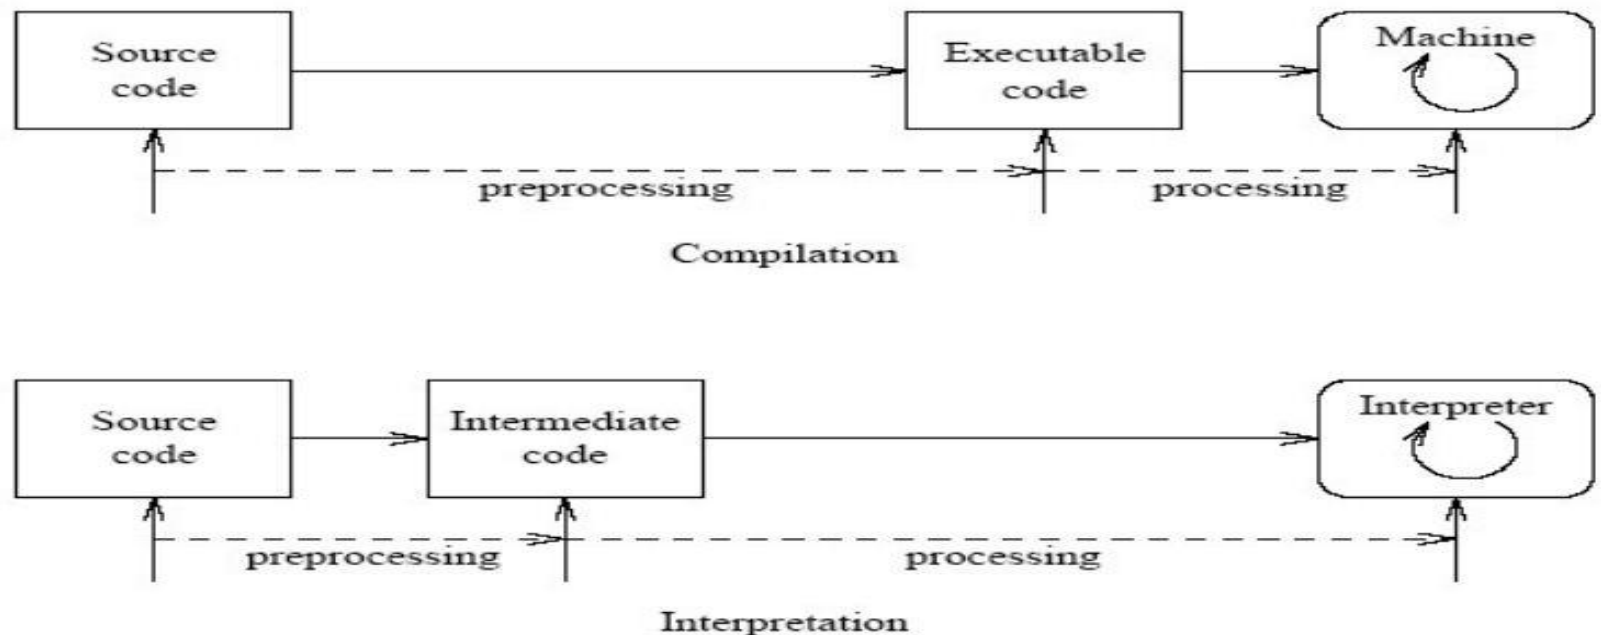 Source
code
Executable
code
Machine
preprocessing
processing
Compilation
Source
code
Intermediate
code
Interpreter
preprocessing
processing
Interpretation